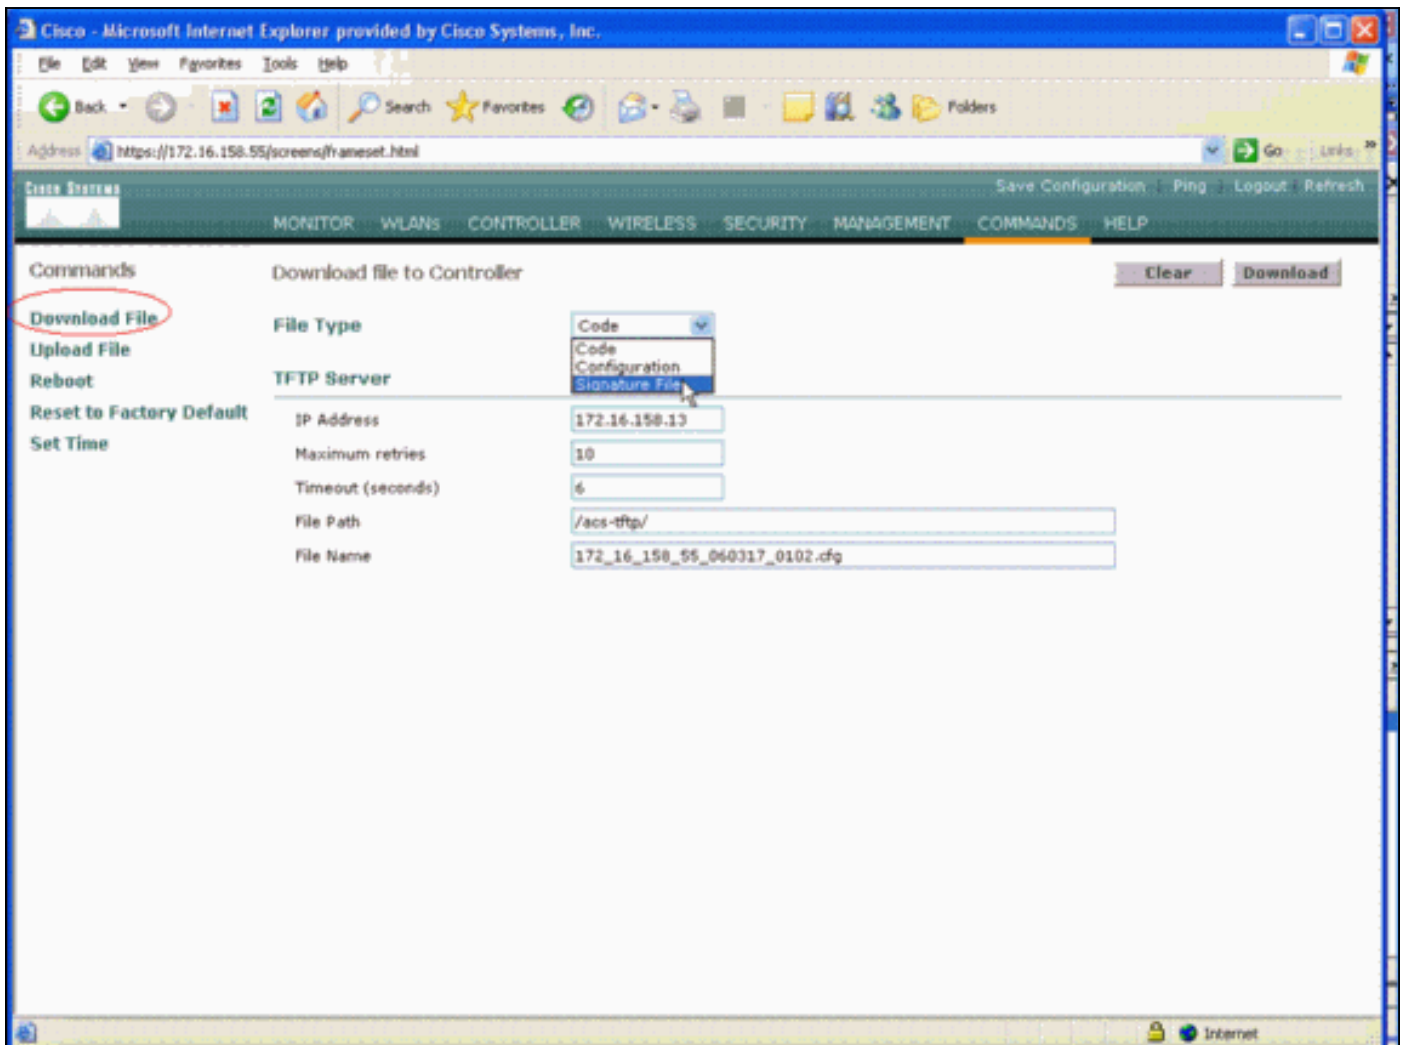 Cisco - Microsoft Internet Explorer provided by Cisco Systems, Inc.
File Edit View Favorites Tools Help
Back Search Favorites Folders
Address https://172.16.158.55/screens/frameset.html Go Links
CISCO SYSTEMS
Save Configuration Ping Logout Refresh
MONITOR WLANs CONTROLLER WIRELESS SECURITY MANAGEMENT COMMANDS HELP
Commands
Download File
Upload File
Reboot
Reset to Factory Default
Set Time
Download file to Controller Clear Download
File Type Code
Code
Configuration
Signature File
TFTP Server
IP Address 172.16.158.13
Maximum retries 10
Timeout (seconds) 6
File Path /acs-tftp/
File Name 172_16_158_55_060317_0102.cfg
Internet